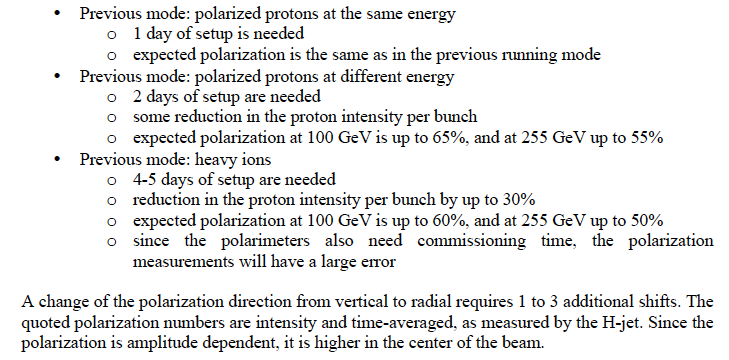 • Previous mode: polarized protons at the same energy
o 1 day of setup is needed
o expected polarization is the same as in the previous running mode
• Previous mode: polarized protons at different energy
o 2 days of setup are needed
o some reduction in the proton intensity per bunch
o expected polarization at 100 GeV is up to 65%, and at 255 GeV up to 55%
• Previous mode: heavy ions
o 4-5 days of setup are needed
o reduction in the proton intensity per bunch by up to 30%
o expected polarization at 100 GeV is up to 60%, and at 255 GeV up to 50%
o since the polarimeters also need commissioning time, the polarization
measurements will have a large error
A change of the polarization direction from vertical to radial requires 1 to 3 additional shifts. The
quoted polarization numbers are intensity and time-averaged, as measured by the H-jet. Since the
polarization is amplitude dependent, it is higher in the center of the beam.